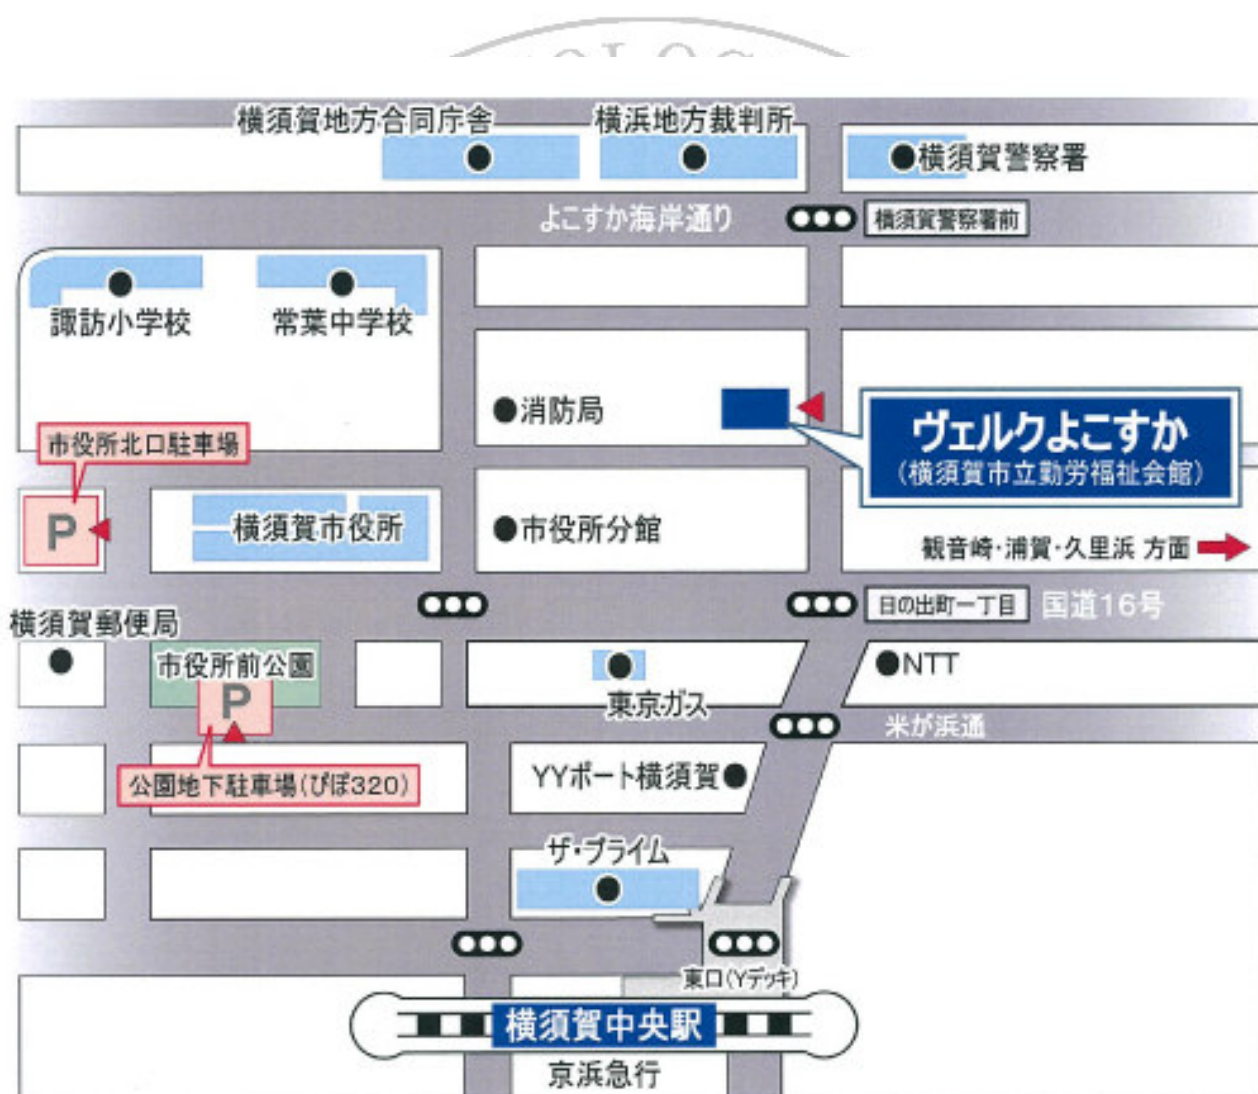 OLOG
横須賀地方合同庁舎
横浜地方裁判所
横須賀警察署
よこすか海岸通り
横須賀警察署前
諏訪小学校
常葉中学校
消防局
ヴェルクよこすか
(横須賀市立勤労福祉会館)
市役所北口駐車場
P
横須賀市役所
市役所分館
観音崎・浦賀・久里浜 方面
日の出町一丁目
国道16号
横須賀郵便局
市役所前公園
P
東京ガス
NTT
米が浜通
公園地下駐車場(ぴぽ320)
YYポート横須賀
ザ・プライム
東口(Yデッキ)
横須賀中央駅
京浜急行